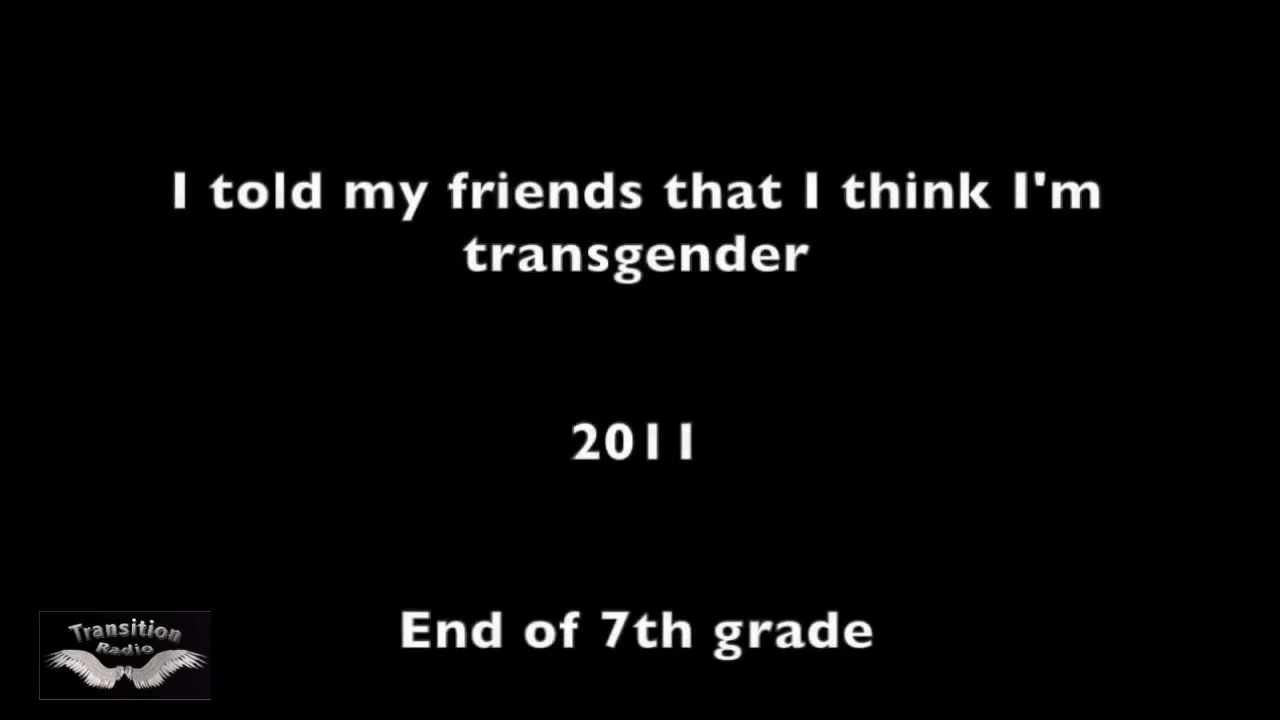 I told my friends that I think I'm
transgender
2011
End of 7th grade
Transition
Radio